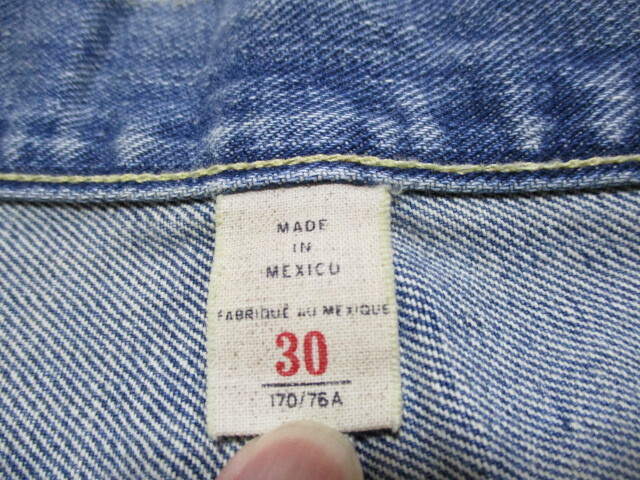 MADE
IN
MEXICO
FABRIQUÉ AU MEXIQUE
30
170/76A